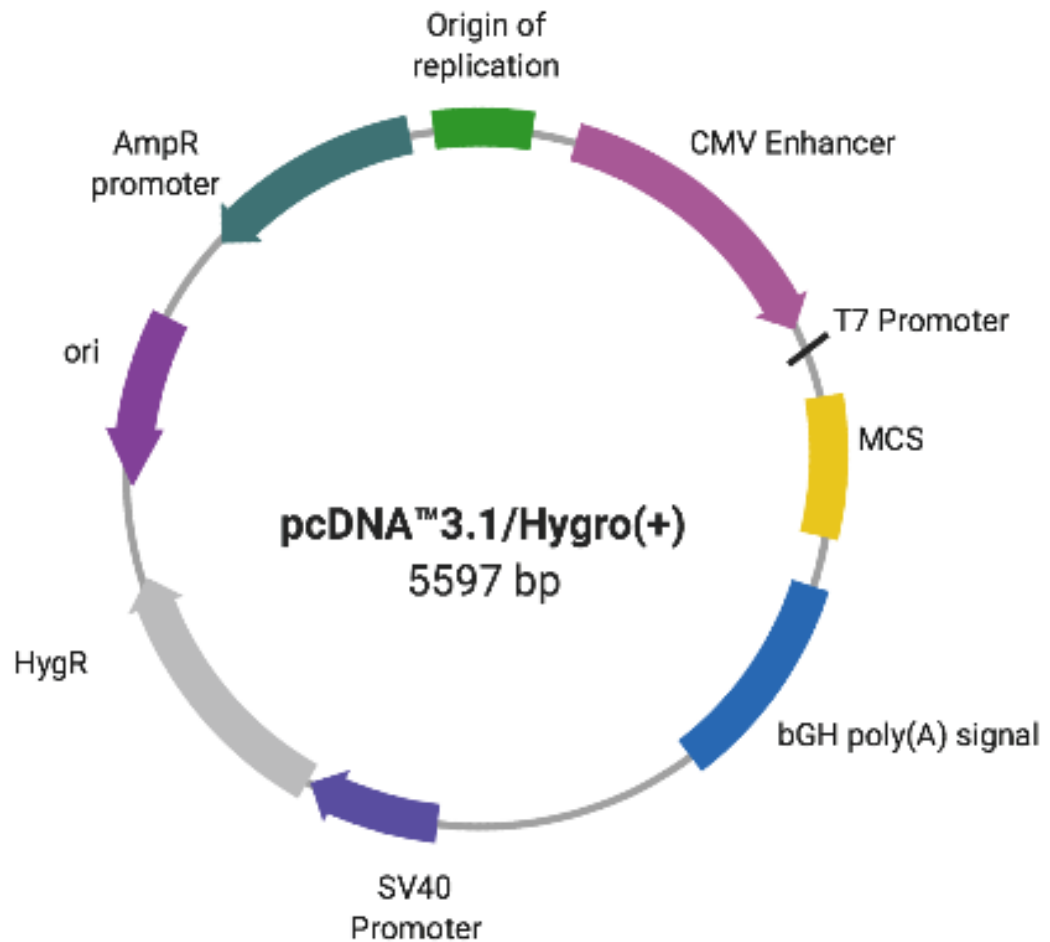 Origin of
replication
AmpR
promoter
CMV Enhancer
T7 Promoter
ori
MCS
pcDNA™3.1/Hygro(+)
5597 bp
HygR
bGH poly(A) signal
SV40
Promoter